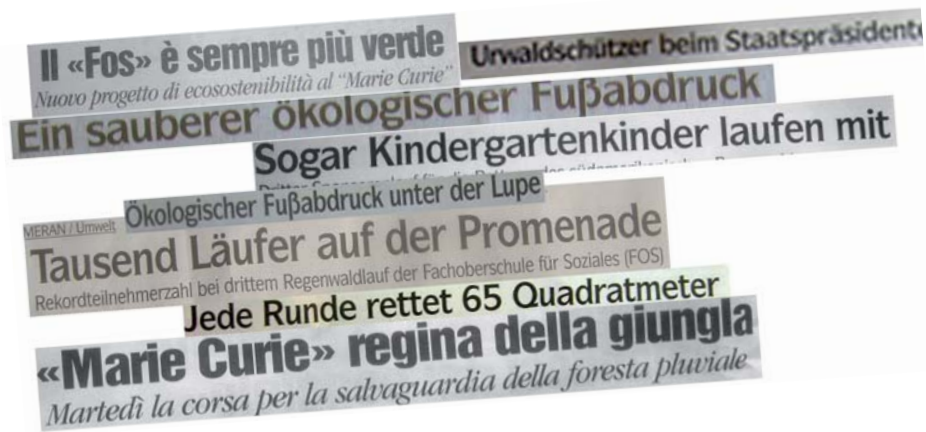 Il «Fos» è sempre più verde
Nuovo progetto di ecosostenibilità al "Marie Curie"
Urwaldschützer beim Staatspräsidente
Ein sauberer ökologischer Fußabdruck
Sogar Kindergartenkinder laufen mit
Ökologischer Fußabdruck unter der Lupe
MERAN / Umwelt
Tausend Läufer auf der Promenade
Rekordteilnehmerzahl bei drittem Regenwaldlauf der Fachoberschule für Soziales (FOS)
Jede Runde rettet 65 Quadratmeter
«Marie Curie» regina della giungla
Martedì la corsa per la salvaguardia della foresta pluviale